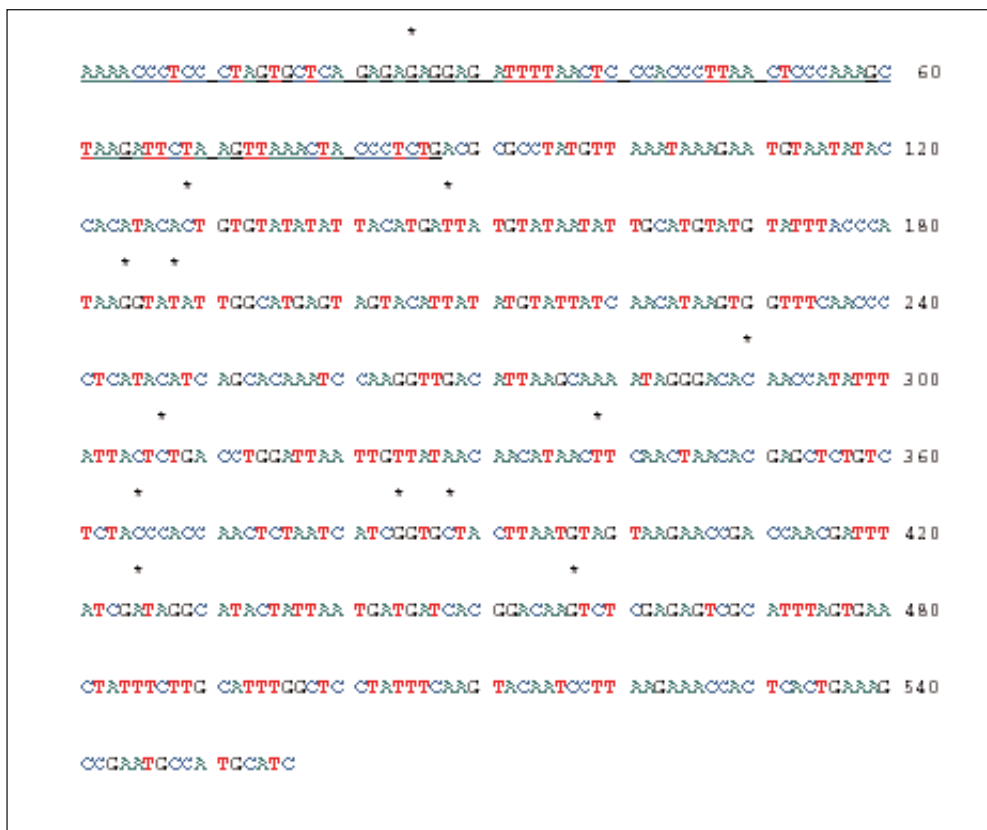 *
AAAACCCTCC CTAGTGCTCA GAGAGAGGAG ATTTTAACTC CCACCCTTAA CTCCCAAAGC 60
TAAGATTCTA AGTTAAACTA CCCTCTGACG CGCCTATGTT AAATAAAGAA TGTAATATAC 120
* *
CACATACACT GTGTATATAT TACATGATTA TGTATAATAT TGCATGTATG TATTTACCCA 180
* *
TAAGGTATAT TGGCATGAGT AGTACATTAT ATGTATTATC AACATAAGTG GTTTCAACCC 240
*
CTCATACATC AGCACAAATC CAAGGTTGAC ATTAAGCAAA ATAGGGACAC AACCATATTT 300
* *
ATTACTCTGA CCTGGATTAA TTGTTATAAC AACATAACTT CAACTAACAC GAGCTCTGTC 360
* * *
TCTACCCACC AACTCTAATC ATCGGTGCTA CTTAATGTAG TAAGAACCGA CCAACGATTT 420
* *
ATCGATAGGC ATACTATTAA TGATGATCAC GGACAAGTCT CGAGAGTCGC ATTTAGTGAA 480
CTATTTCTTG CATTTGGCTC CTATTTCAAG TACAATCCTT AAGAAACCAC TCACTGAAAG 540
CCGAATGCCA TGCATC